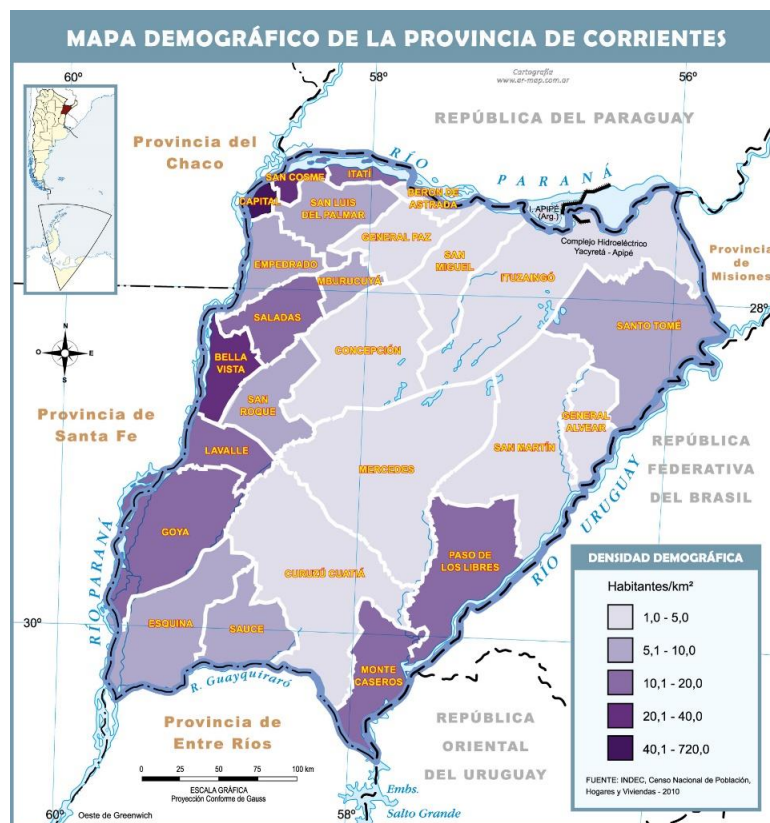 MAPA DEMOGRÁFICO DE LA PROVINCIA DE CORRIENTES
60º
58º
56º
Cartografía
www.ar-map.com.ar
REPÚBLICA DEL PARAGUAY
Provincia del
Chaco
RÍO
PARANÁ
SAN COSME
ITATÍ
CAPITAL
BERÓN DE
ASTRADA
SAN LUIS
DEL PALMAR
I. APIPÉ
(Arg.)
GENERAL PAZ
Complejo Hidroeléctrico
Yacyretá - Apipé
Provincia
de
Misiones
SAN
MIGUEL
EMPEDRADO
MBURUCUYÁ
ITUZAINGÓ
28º
SALADAS
SANTO TOMÉ
N
O
E
S
BELLA
VISTA
CONCEPCIÓN
SAN
ROQUE
Provincia de
Santa Fe
GENERAL
ALVEAR
LAVALLE
SAN MARTÍN
REPÚBLICA
FEDERATIVA
DEL BRASIL
MERCEDES
GOYA
RÍO URUGUAY
PASO DE
LOS LIBRES
RÍO PARANÁ
CURUZÚ CUATIÁ
30º
ESQUINA
SAUCE
MONTE
CASEROS
R. Guayquiraró
Provincia de
Entre Ríos
REPÚBLICA
ORIENTAL
DEL URUGUAY
DENSIDAD DEMOGRÁFICA
Habitantes/km²
1,0 - 5,0
5,1 - 10,0
10,1 - 20,0
20,1 - 40,0
40,1 - 720,0
FUENTE: INDEC, Censo Nacional de Población,
Hogares y Viviendas - 2010
0 25 50 75 100 km
ESCALA GRÁFICA
Proyección Conforme de Gauss
Embs.
Salto Grande
60º
Oeste de Greenwich
58º